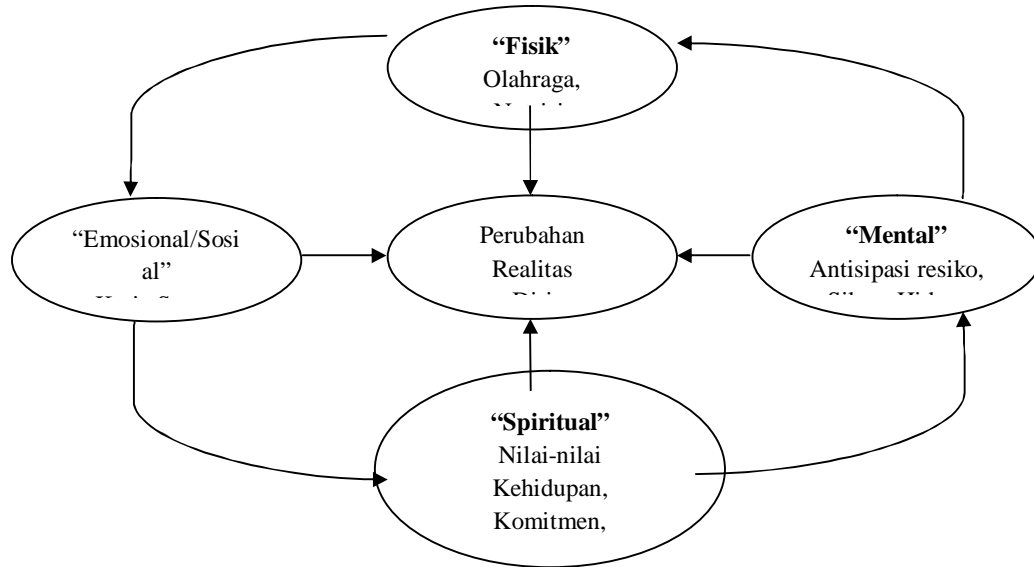 “Fisik”
Olahraga,
“Emosional/Sosi
al”
Perubahan
Realitas
“Mental”
Antisipasi resiko,
“Spiritual”
Nilai-nilai
Kehidupan,
Komitmen,